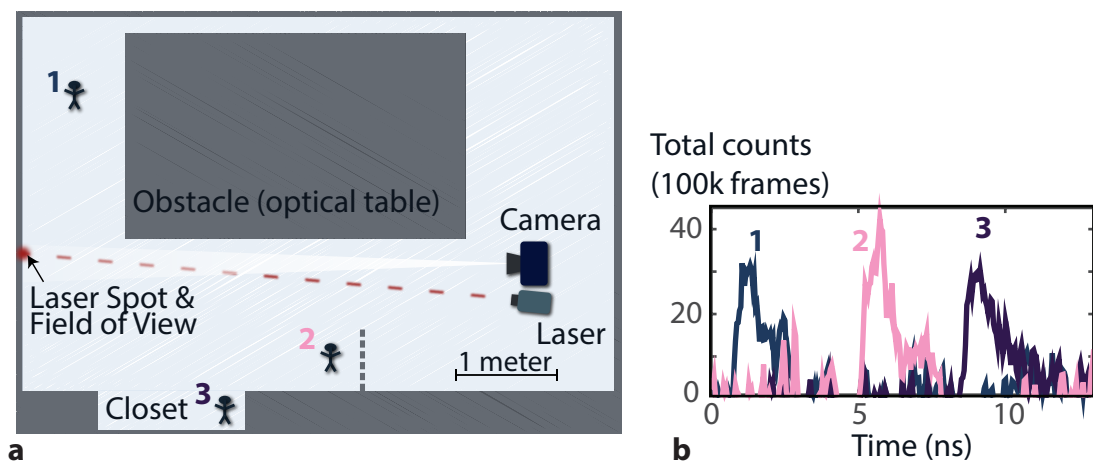 1
Obstacle (optical table)
Camera
Laser Spot &
Field of View
Laser
2
1 meter
Closet 3
a
Total counts
(100k frames)
40
20
0
1
2
3
0
5
10
Time (ns)
b